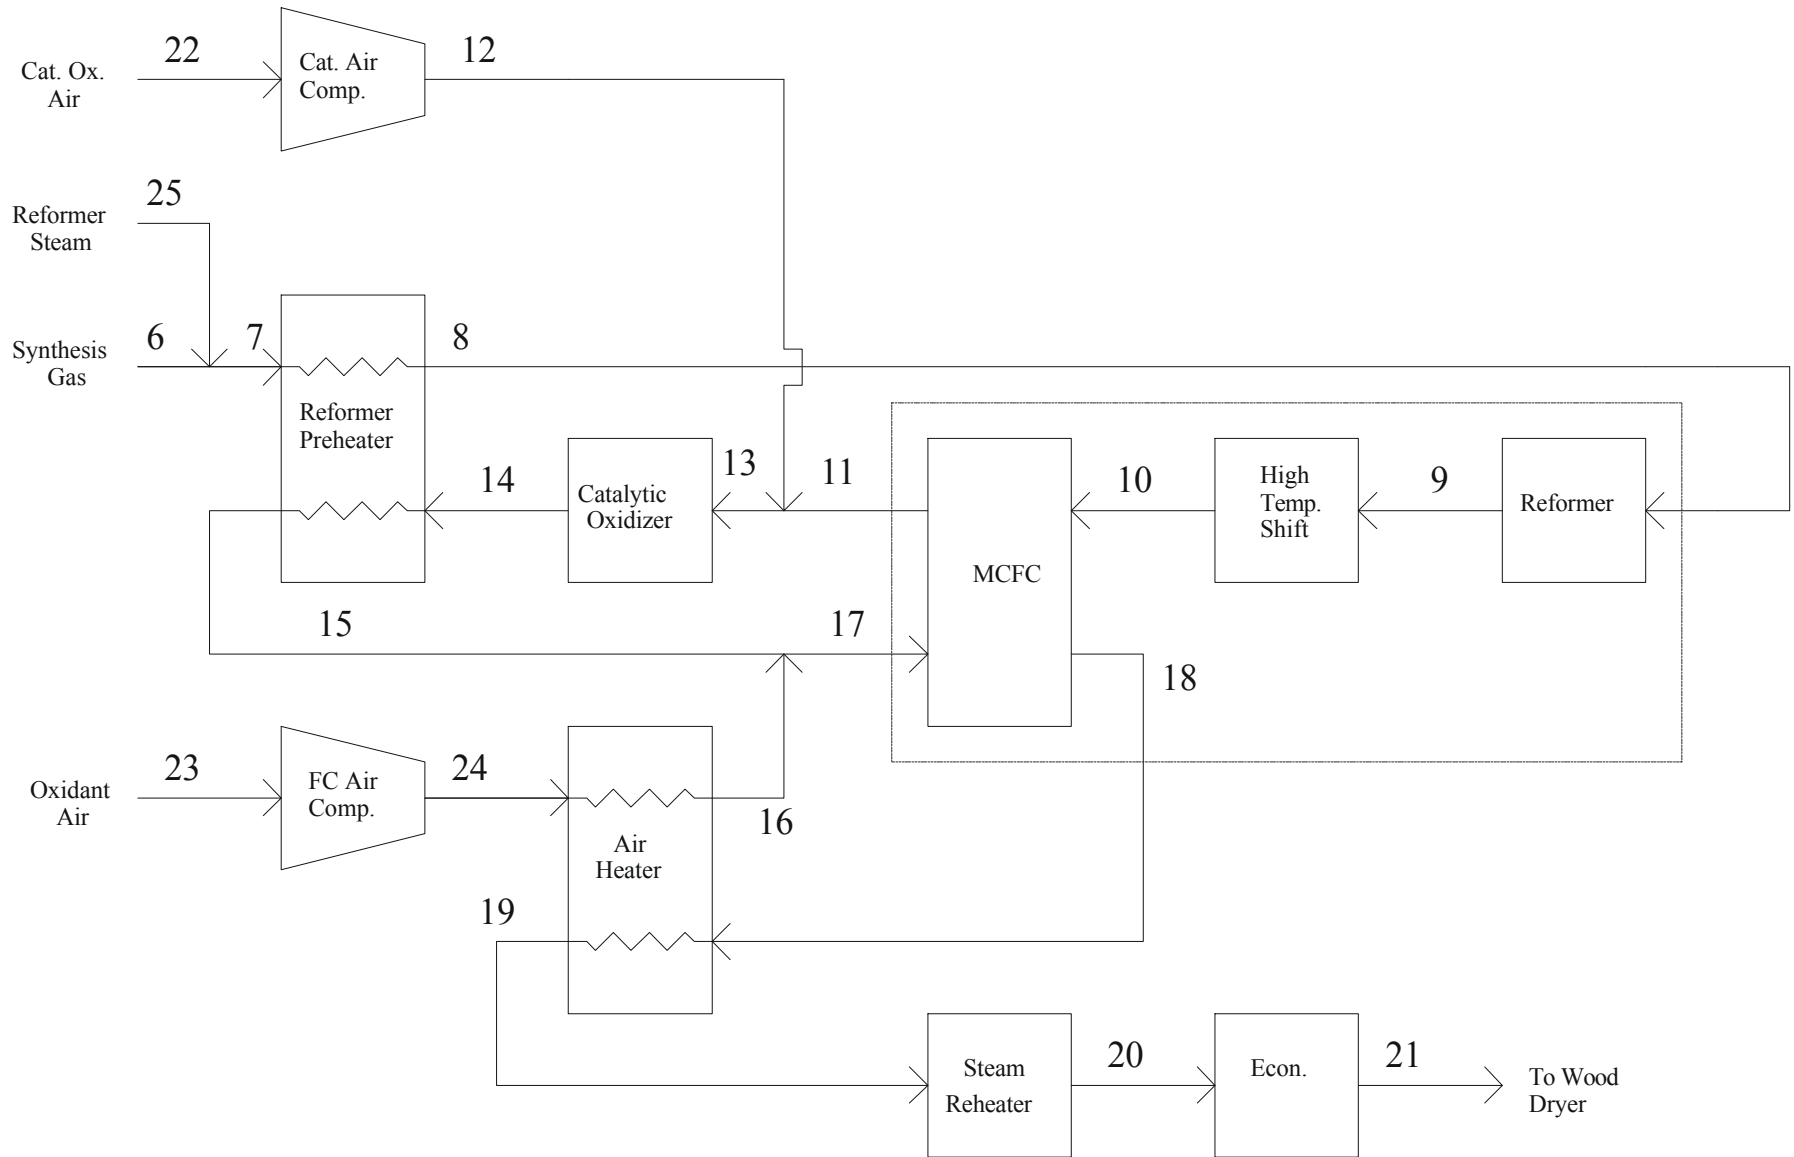 22
12
Cat. Ox.
Air
Cat. Air
Comp.
25
Reformer
Steam
6
7
8
Synthesis
Gas
Reformer
Preheater
14
Catalytic
Oxidizer
13
11
MCFC
10
High
Temp.
Shift
9
Reformer
15
17
18
23
Oxidant
Air
FC Air
Comp.
24
16
Air
Heater
19
Steam
Reheater
20
Econ.
21
To Wood
Dryer